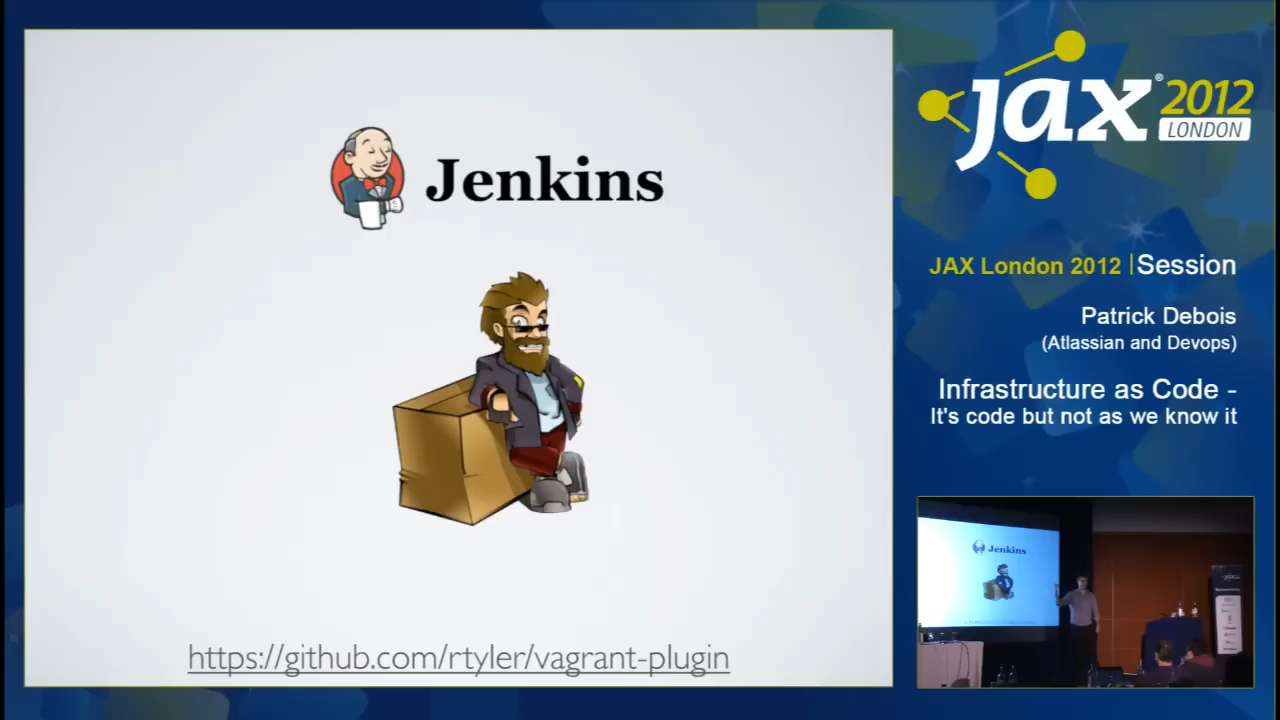 Jenkins
https://github.com/rtyler/vagrant-plugin
jax® 2012
LONDON
JAX London 2012 | Session
Patrick Debois
(Atlassian and Devops)
Infrastructure as Code -
It's code but not as we know it
Jenkins